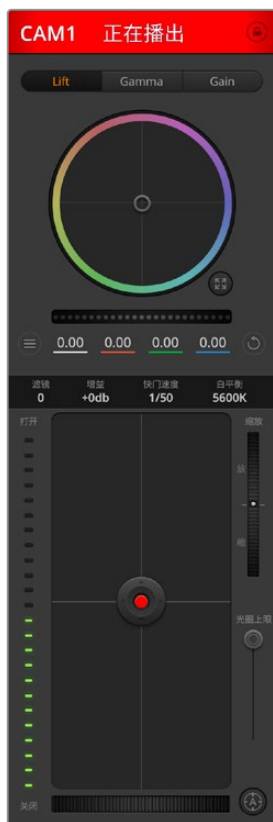 CAM1 正在播出
Lift Gamma Gain
0.00 0.00 0.00 0.00
滤镜 增益 快门速度 白平衡
0 +0db 1/50 5600K
打开 缩放
放
缩
光圈上限
A
关闭